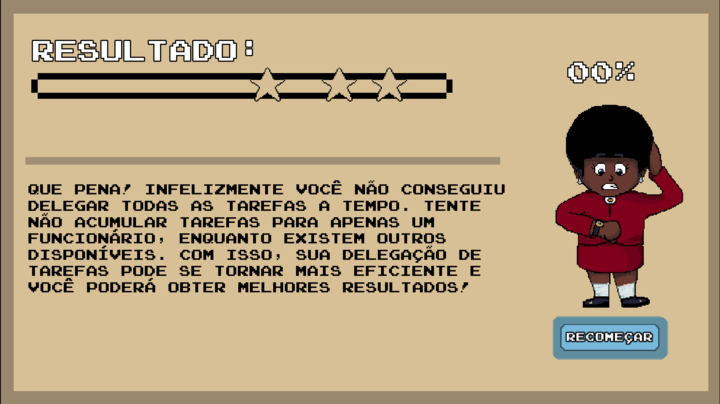 RESULTADO:
00%
QUE PENA! INFELIZMENTE VOCÊ NÃO CONSEGUIU
DELEGAR TODAS AS TAREFAS A TEMPO. TENTE
NÃO ACUMULAR TAREFAS PARA APENAS UM
FUNCIONÁRIO, ENQUANTO EXISTEM OUTROS
DISPONÍVEIS. COM ISSO, SUA DELEGAÇÃO DE
TAREFAS PODE SE TORNAR MAIS EFICIENTE E
VOCÊ PODERÁ OBTER MELHORES RESULTADOS!
RECOMEÇAR